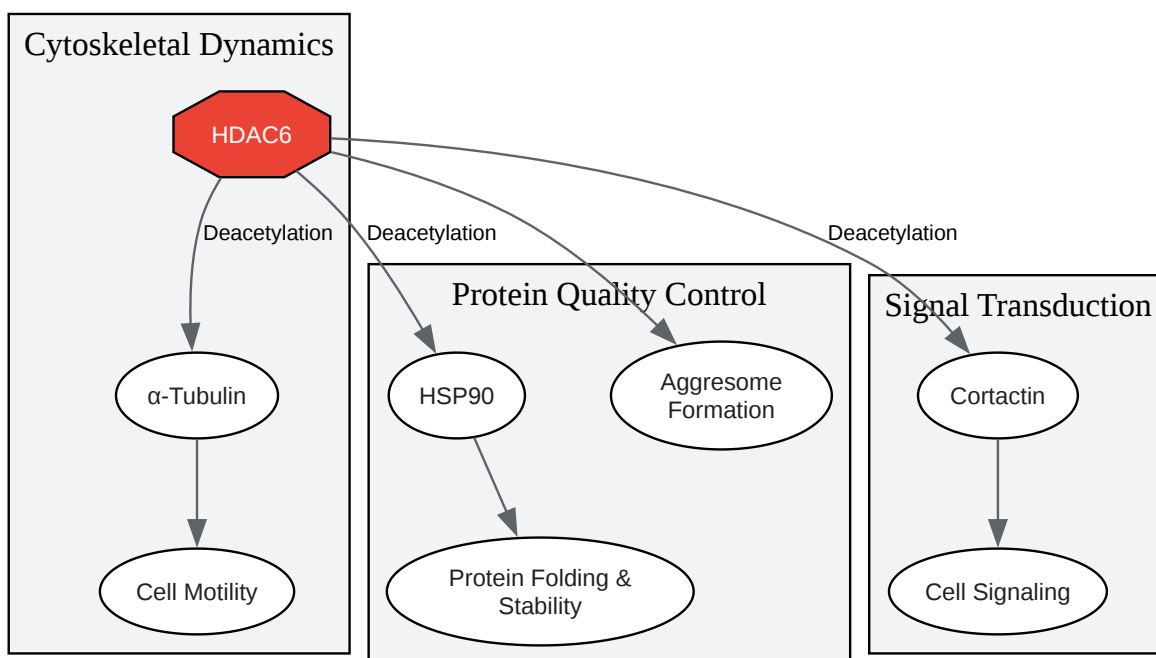 Cytoskeletal Dynamics
HDAC6
Deacetylation
Deacetylation
Deacetylation
Protein Quality Control
Signal Transduction
α-Tubulin
HSP90
Aggresome
Formation
Cortactin
Cell Motility
Protein Folding &
Stability
Cell Signaling